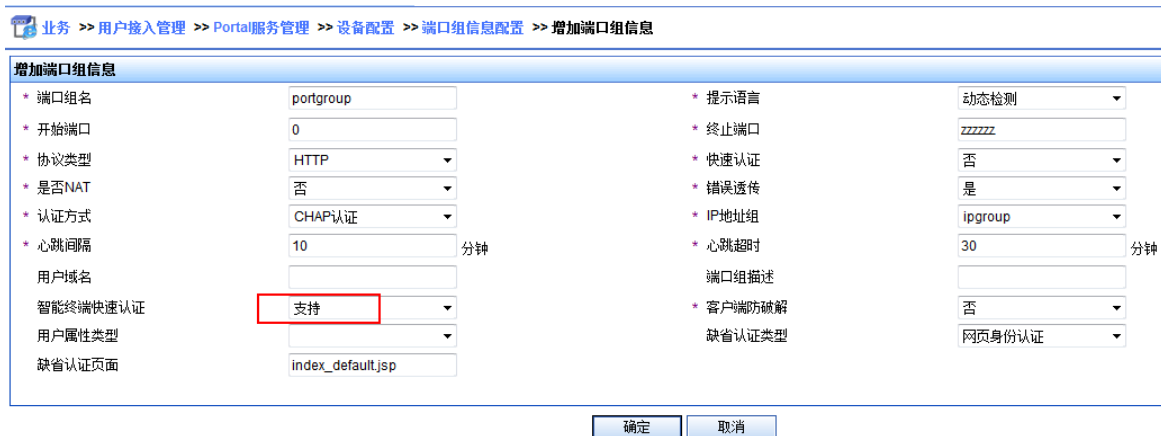 业务 >> 用户接入管理 >> Portal服务管理 >> 设备配置 >> 端口组信息配置 >> 增加端口组信息
增加端口组信息
* 端口组名 portgroup * 提示语言 动态检测
* 开始端口 0 * 终止端口 zzzzzz
* 协议类型 HTTP * 快速认证 否
* 是否NAT 否 * 错误透传 是
* 认证方式 CHAP认证 * IP地址组 ipgroup
* 心跳间隔 10 分钟 * 心跳超时 30 分钟
用户域名 端口组描述
智能终端快速认证 支持 * 客户端防破解 否
用户属性类型 缺省认证类型 网页身份认证
缺省认证页面 index_default.jsp
确定 取消